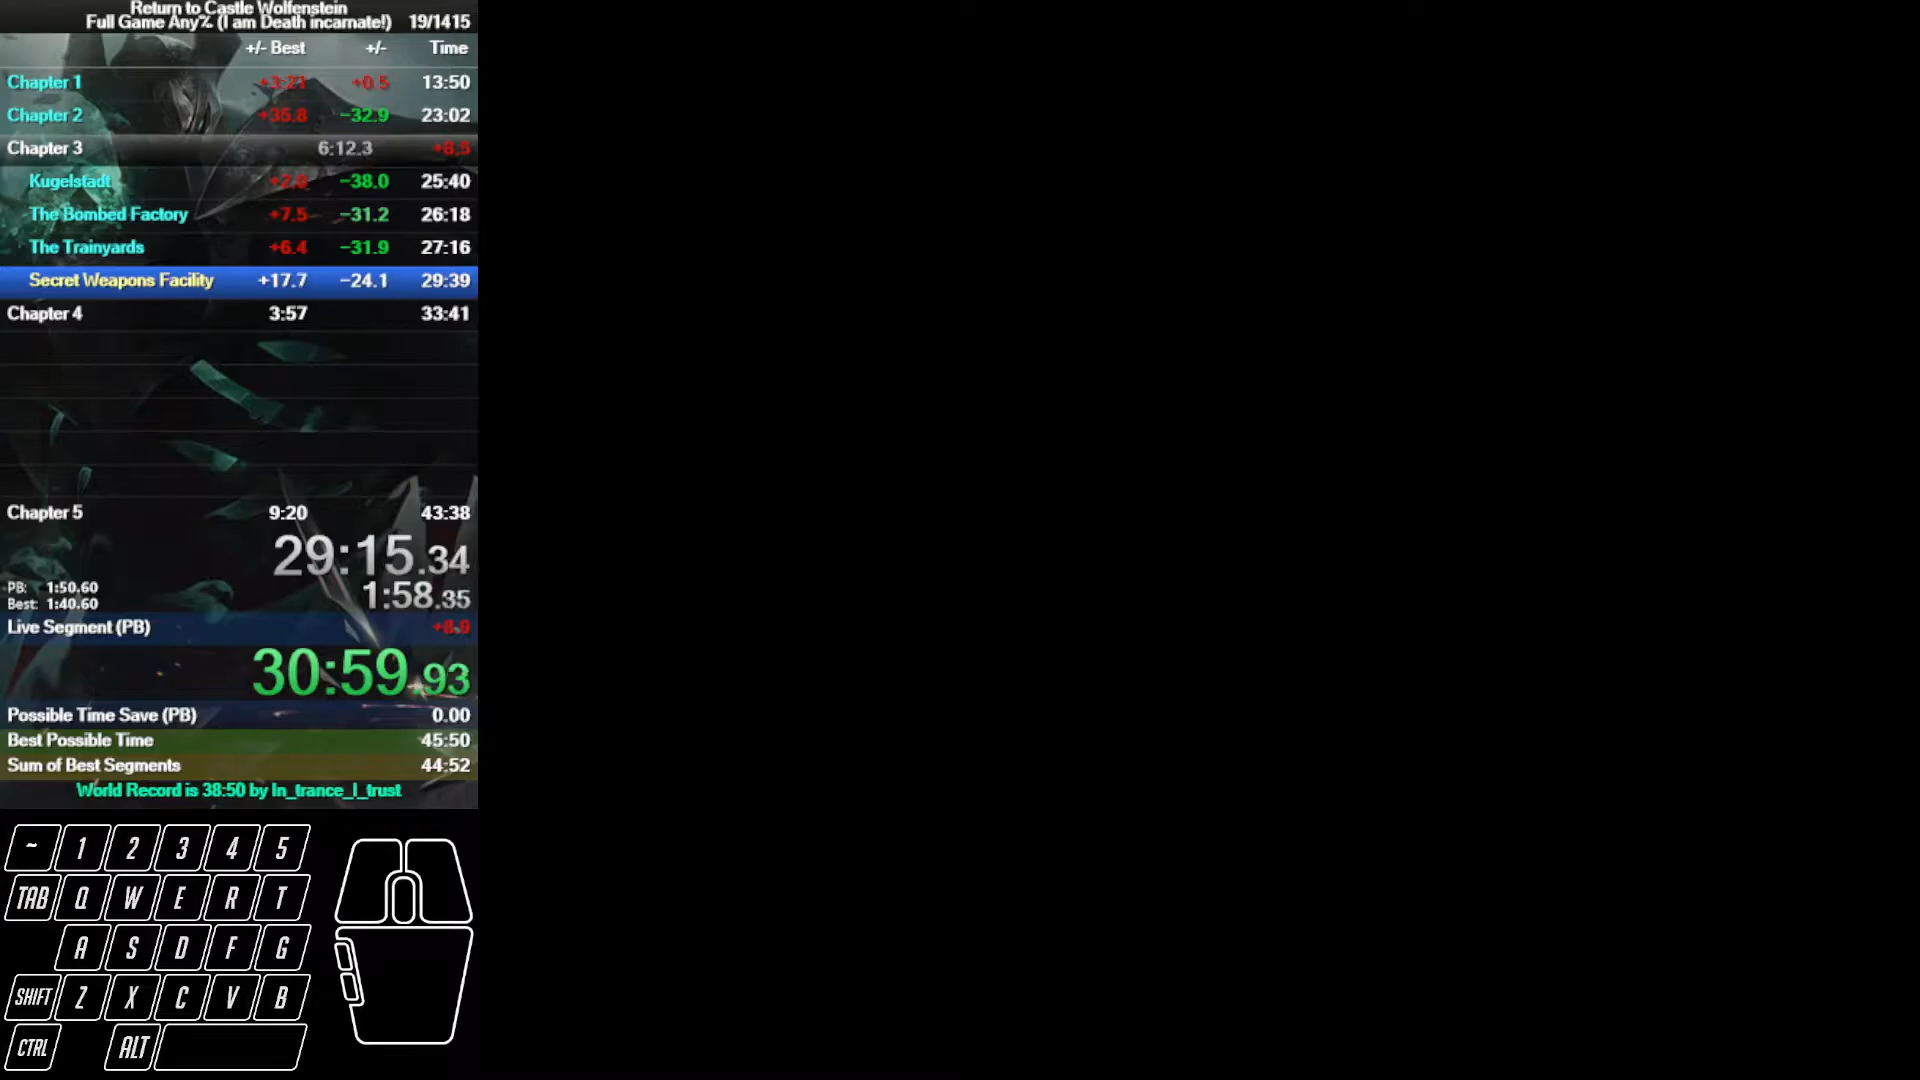 Return to Castle Wolfenstein
Full Game Any% (I am Death incarnate!) 19/1415
+/- Best +/- Time
Chapter 1 +3.21 +0.5 13:50
Chapter 2 +35.8 −32.9 23:02
Chapter 3 6:12.3 +8.5
Kugelstadt +2.0 −38.0 25:40
The Bombed Factory +7.5 −31.2 26:18
The Trainyards +6.4 −31.9 27:16
Secret Weapons Facility +17.7 −24.1 29:39
Chapter 4 3:57 33:41
Chapter 5 9:20 43:38
29:15.34
PB: 1:50.60
Best: 1:40.60
1:58.35
Live Segment (PB) +8.9
30:59.93
Possible Time Save (PB) 0.00
Best Possible Time 45:50
Sum of Best Segments 44:52
World Record is 38:50 by In_trance_I_trust
~ 1 2 3 4 5
TAB Q W E R T
A S D F G
SHIFT Z X C V B
CTRL ALT